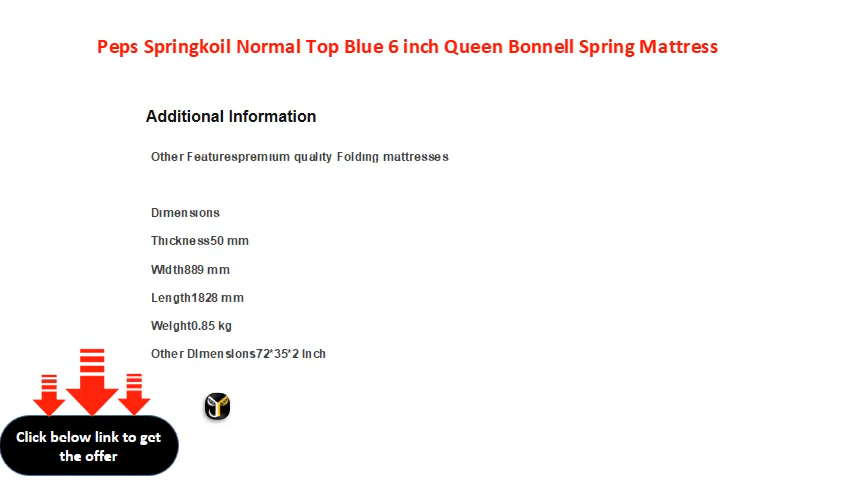 Peps Springkoil Normal Top Blue 6 inch Queen Bonnell Spring Mattress
Additional Information
Other Featurespremium quality Folding mattresses
Dimensions
Thickness50 mm
Width889 mm
Length1828 mm
Weight0.85 kg
Other Dimensions72*35*2 inch
Click below link to get
the offer